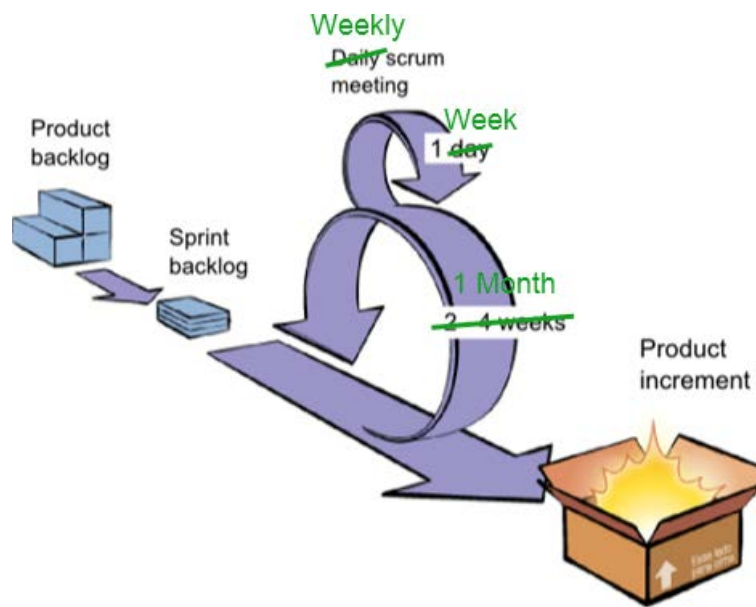 Weekly
Daily scrum
meeting
Week
1 day
Product
backlog
Sprint
backlog
1 Month
2 4 weeks
Product
increment